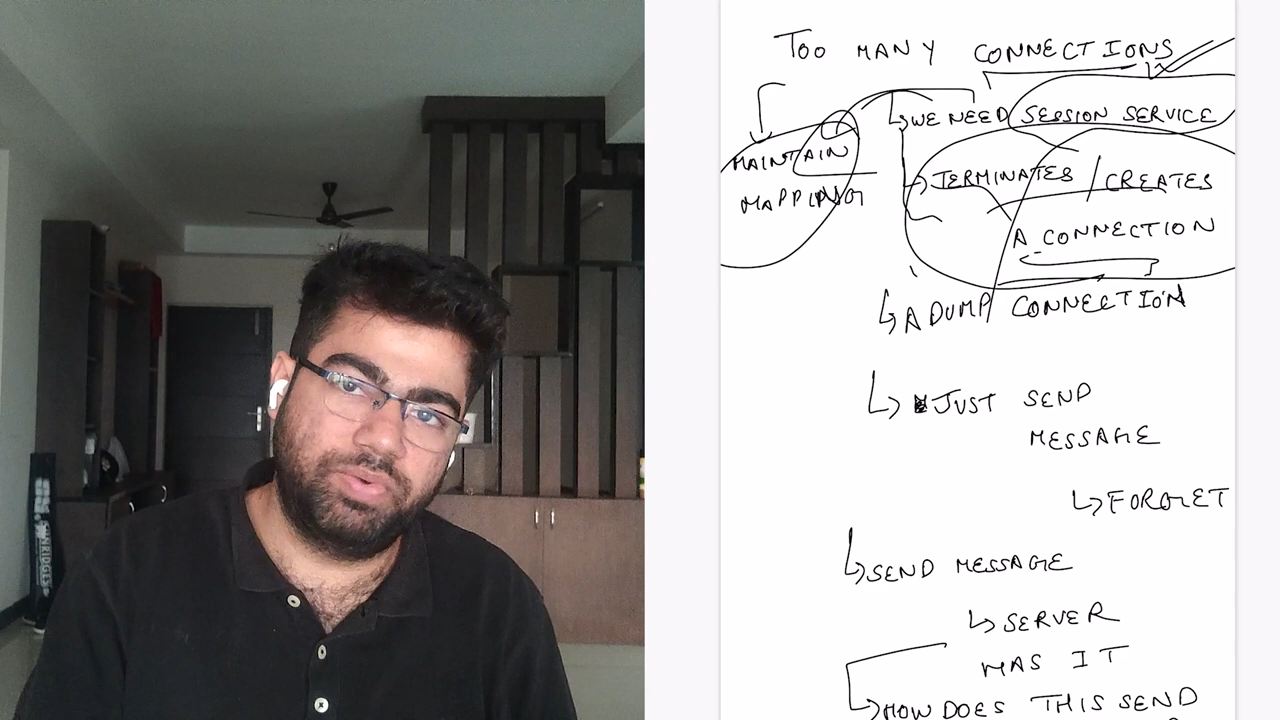 TOO MANY CONNECTIONS
WE NEED SESSION SERVICE
MAINTAIN
MAPPING
TERMINATES / CREATES
A CONNECTION
A DUMP CONNECTION
JUST SEND
MESSAGE
FORGET
SEND MESSAGE
SERVER
HAS IT
HOW DOES THIS SEND